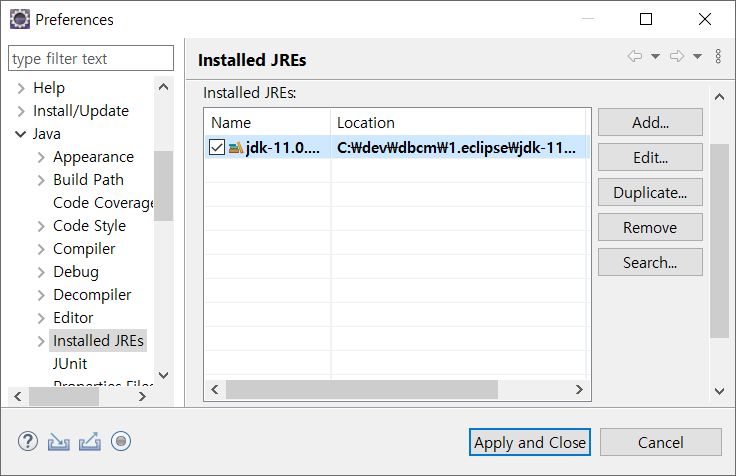 Preferences
type filter text
Help
Install/Update
Java
Appearance
Build Path
Code Coverage
Code Style
Compiler
Debug
Decompiler
Editor
Installed JREs
JUnit
Properties Files
Installed JREs
Installed JREs:
Name Location
jdk-11.0.... C:₩dev₩dbcm₩1.eclipse₩jdk-11...
Add...
Edit...
Duplicate...
Remove
Search...
Apply and Close
Cancel